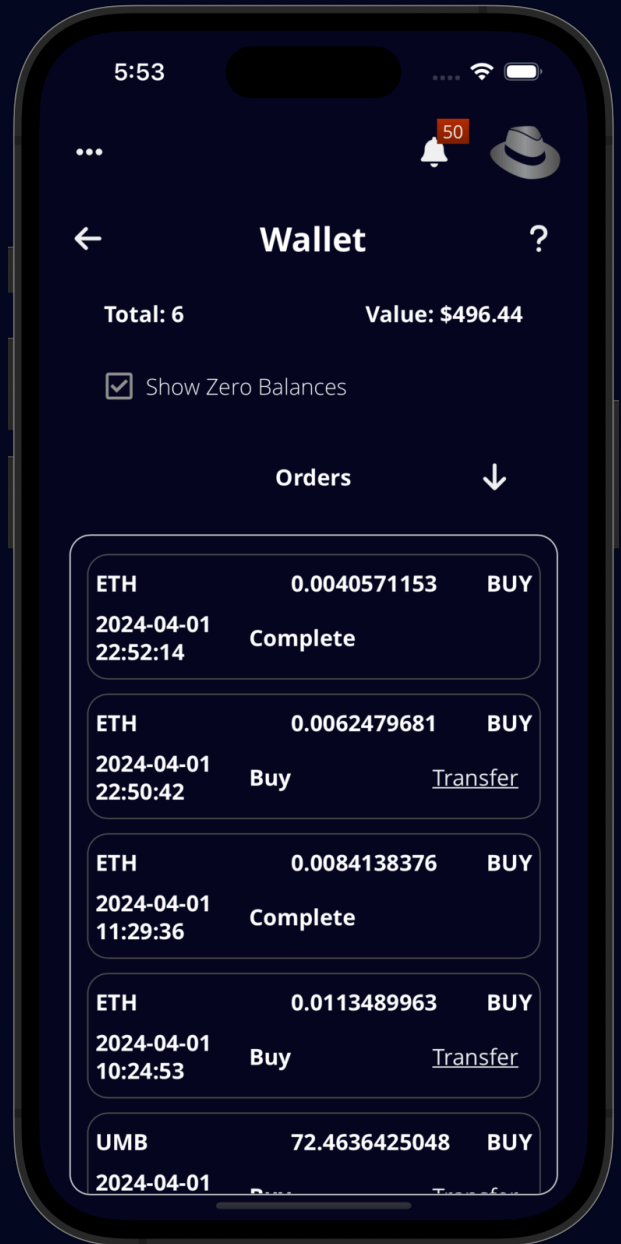 5:53
50
Wallet
?
Total: 6
Value: $496.44
Show Zero Balances
Orders
ETH 0.0040571153 BUY
2024-04-01
22:52:14
Complete
ETH 0.0062479681 BUY
2024-04-01
22:50:42
Buy
Transfer
ETH 0.0084138376 BUY
2024-04-01
11:29:36
Complete
ETH 0.0113489963 BUY
2024-04-01
10:24:53
Buy
Transfer
UMB 72.4636425048 BUY
2024-04-01